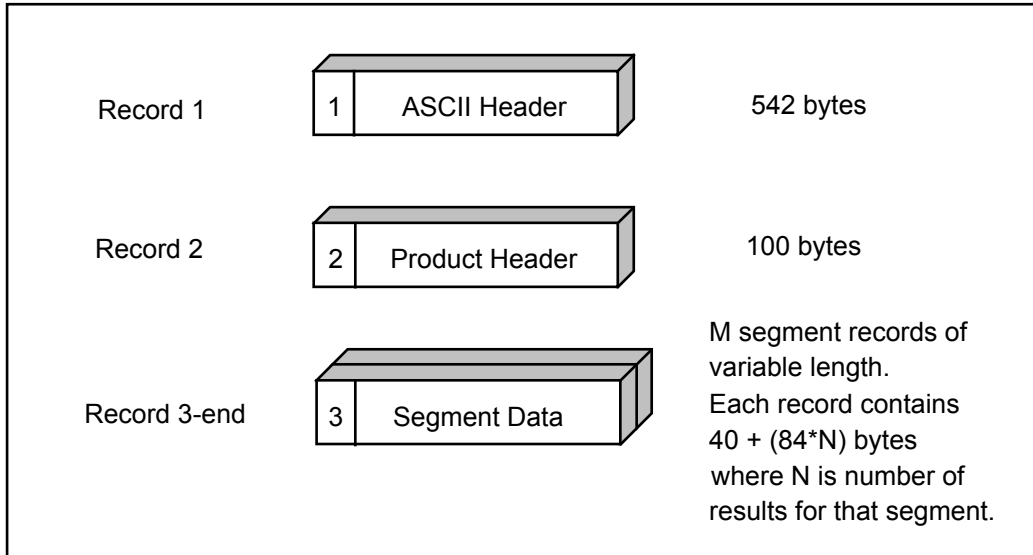 Record 1
1
ASCII Header
542 bytes
Record 2
2
Product Header
100 bytes
Record 3-end
3
Segment Data
M segment records of
variable length.
Each record contains
40 + (84*N) bytes
where N is number of
results for that segment.